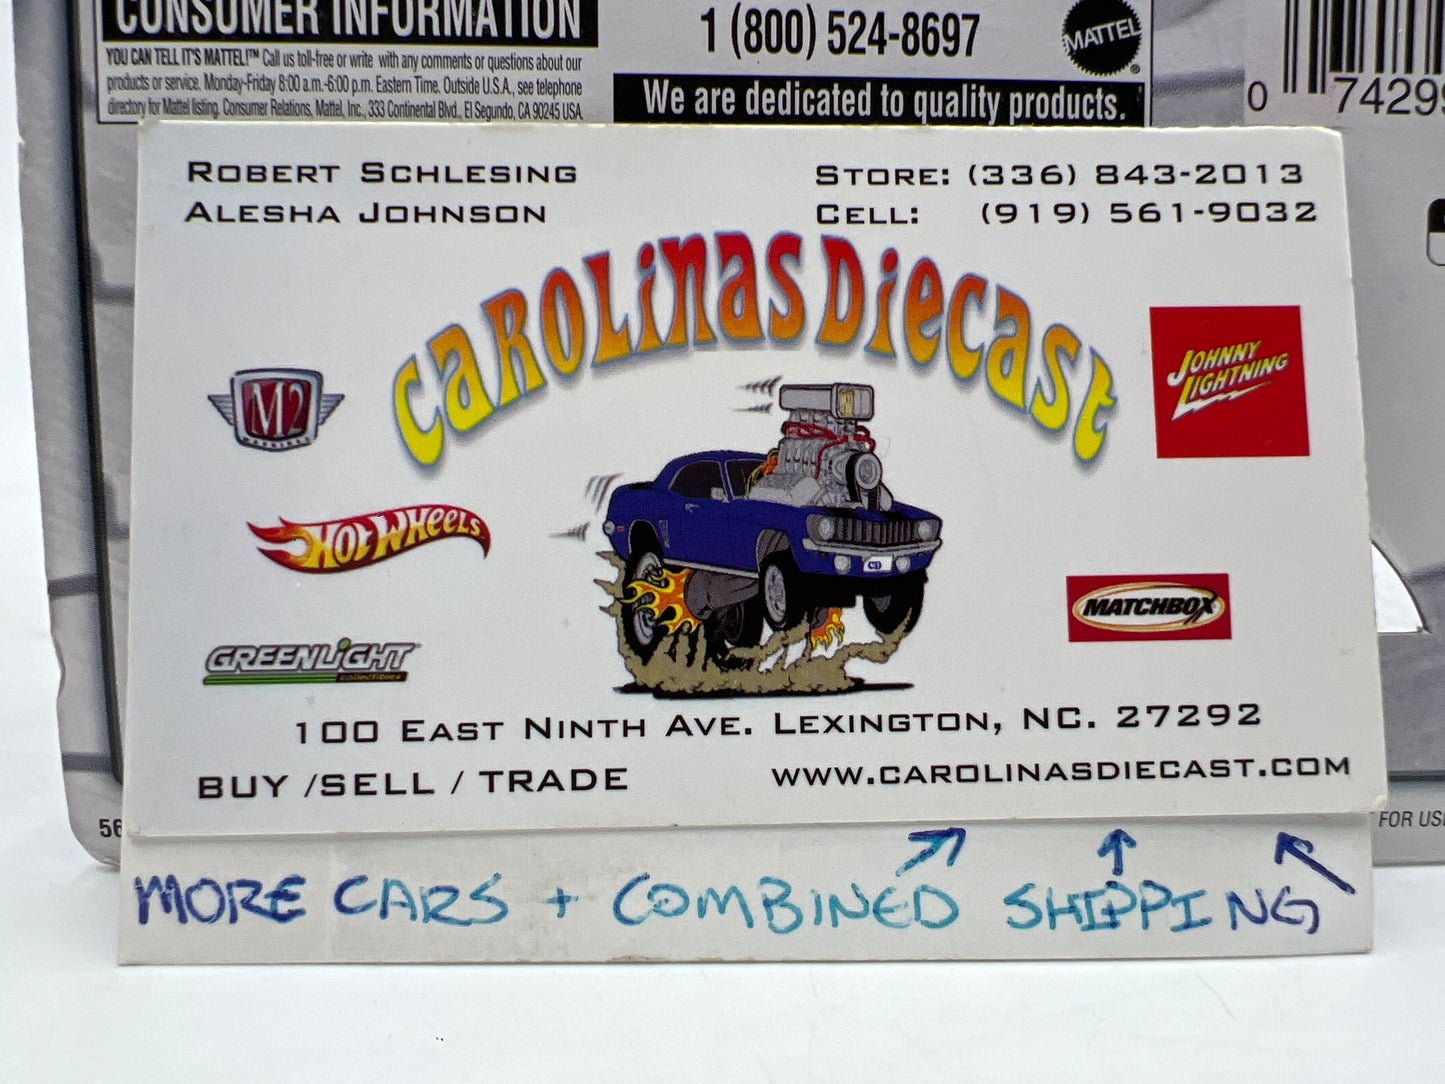 CONSUMER INFORMATION
YOU CAN TELL IT'S MATTEL!™ Call us toll-free or write with any comments or questions about our
products or service. Monday-Friday 8:00 a.m.-6:00 p.m. Eastern Time. Outside U.S.A., see telephone
directory for Mattel listing. Consumer Relations, Mattel, Inc., 333 Continental Blvd., El Segundo, CA 90245 USA.
1 (800) 524-8697
MATTEL®
We are dedicated to quality products.
0 7429
ROBERT SCHLESING
ALESHA JOHNSON
STORE: (336) 843-2013
CELL: (919) 561-9032
CAROLINAS DIECAST
M2
MACHINES
JOHNNY
LIGHTNING
HOT WHEELS
CD
MATCHBOX
GREENLIGHT
collectibles
100 EAST NINTH AVE. LEXINGTON, NC. 27292
BUY /SELL / TRADE
WWW.CAROLINASDIECAST.COM
56
FOR USE
MORE CARS + COMBINED SHIPPING